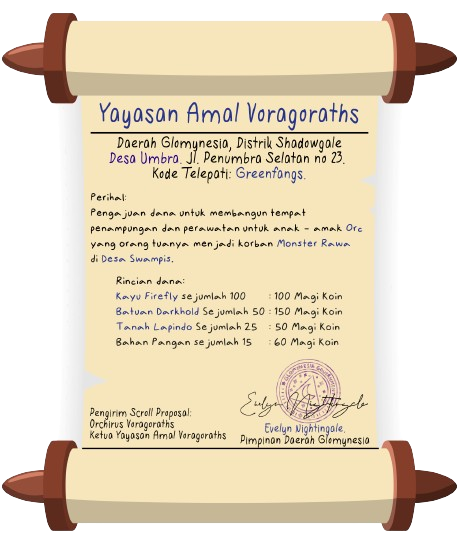 Yayasan Amal Voragoraths
Daerah Glomynesia, Distrik Shadowgale
Desa Umbra. Jl. Penumbra Selatan no 23.
Kode Telepati: Greenfangs.
Perihal:
Pengajuan dana untuk membangun tempat
penampungan dan perawatan untuk anak - amak Orc
yang orang tuanya menjadi korban Monster Rawa
di Desa Swampis.
Rincian dana:
Kayu Firefly sejumlah 100 : 100 Magi Koin
Batuan Darkhold Sejumlah 50 : 150 Magi Koin
Tanah Lapindo Sejumlah 25 : 50 Magi Koin
Bahan Pangan sejumlah 15 : 60 Magi Koin
Evelyn Nightingale
Pengirim Scroll Proposal:
Orchirus Voragoraths
Ketua Yayasan Amal Voragoraths
Evelyn Nightingale.
Pimpinan Daerah Glomynesia